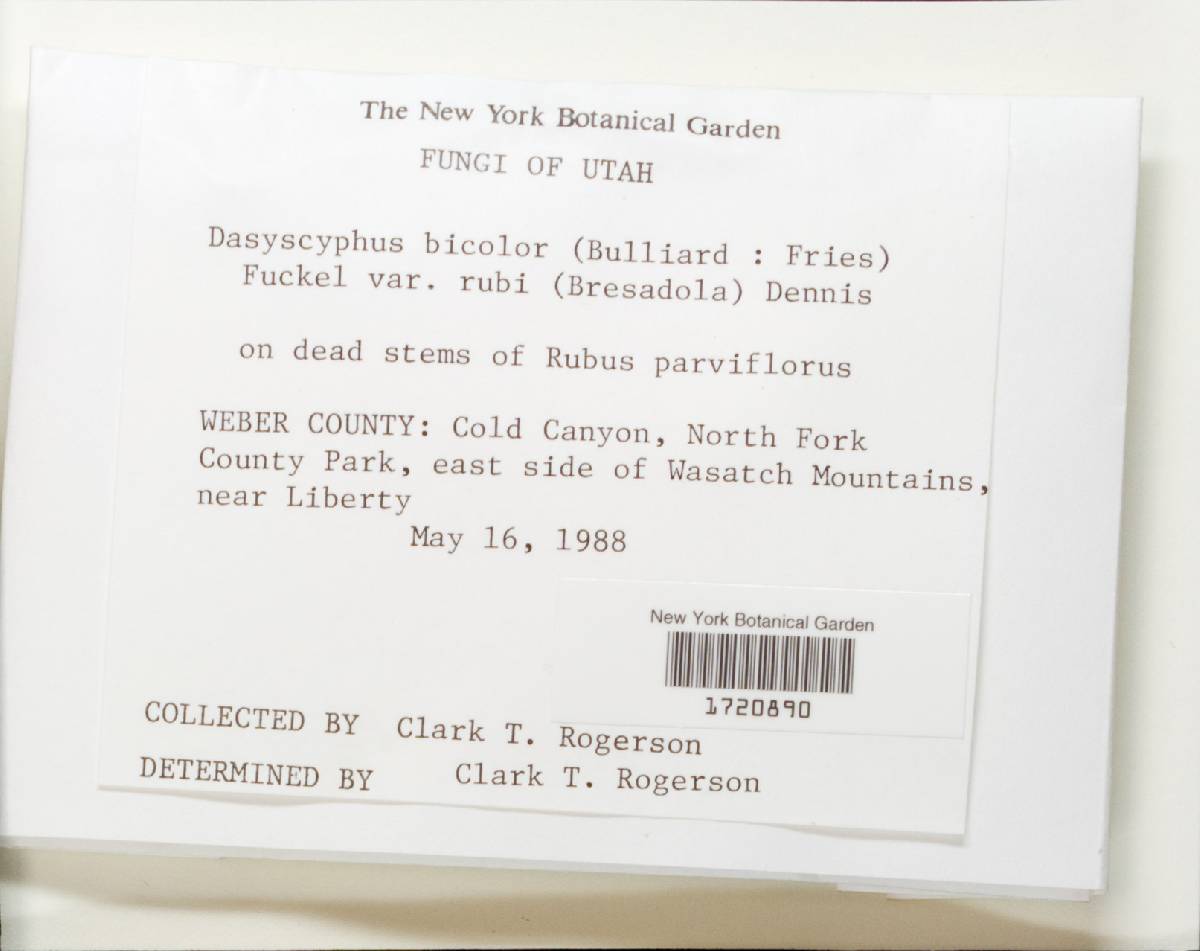 The New York Botanical Garden
FUNGI OF UTAH
Dasyscyphus bicolor (Bulliard : Fries)
Fuckel var. rubi (Bresadola) Dennis
on dead stems of Rubus parviflorus
WEBER COUNTY: Cold Canyon, North Fork
County Park, east side of Wasatch Mountains,
near Liberty
May 16, 1988
New York Botanical Garden
1720890
COLLECTED BY Clark T. Rogerson
DETERMINED BY Clark T. Rogerson